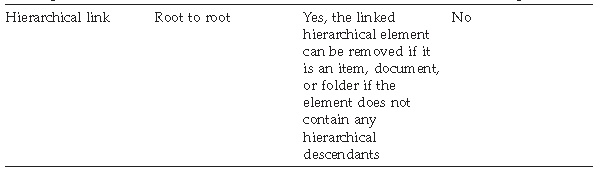 Hierarchical link Root to root Yes, the linked No
hierarchical element
can be removed if it
is an item, document,
or folder if the
element does not
contain any
hierarchical
descendants